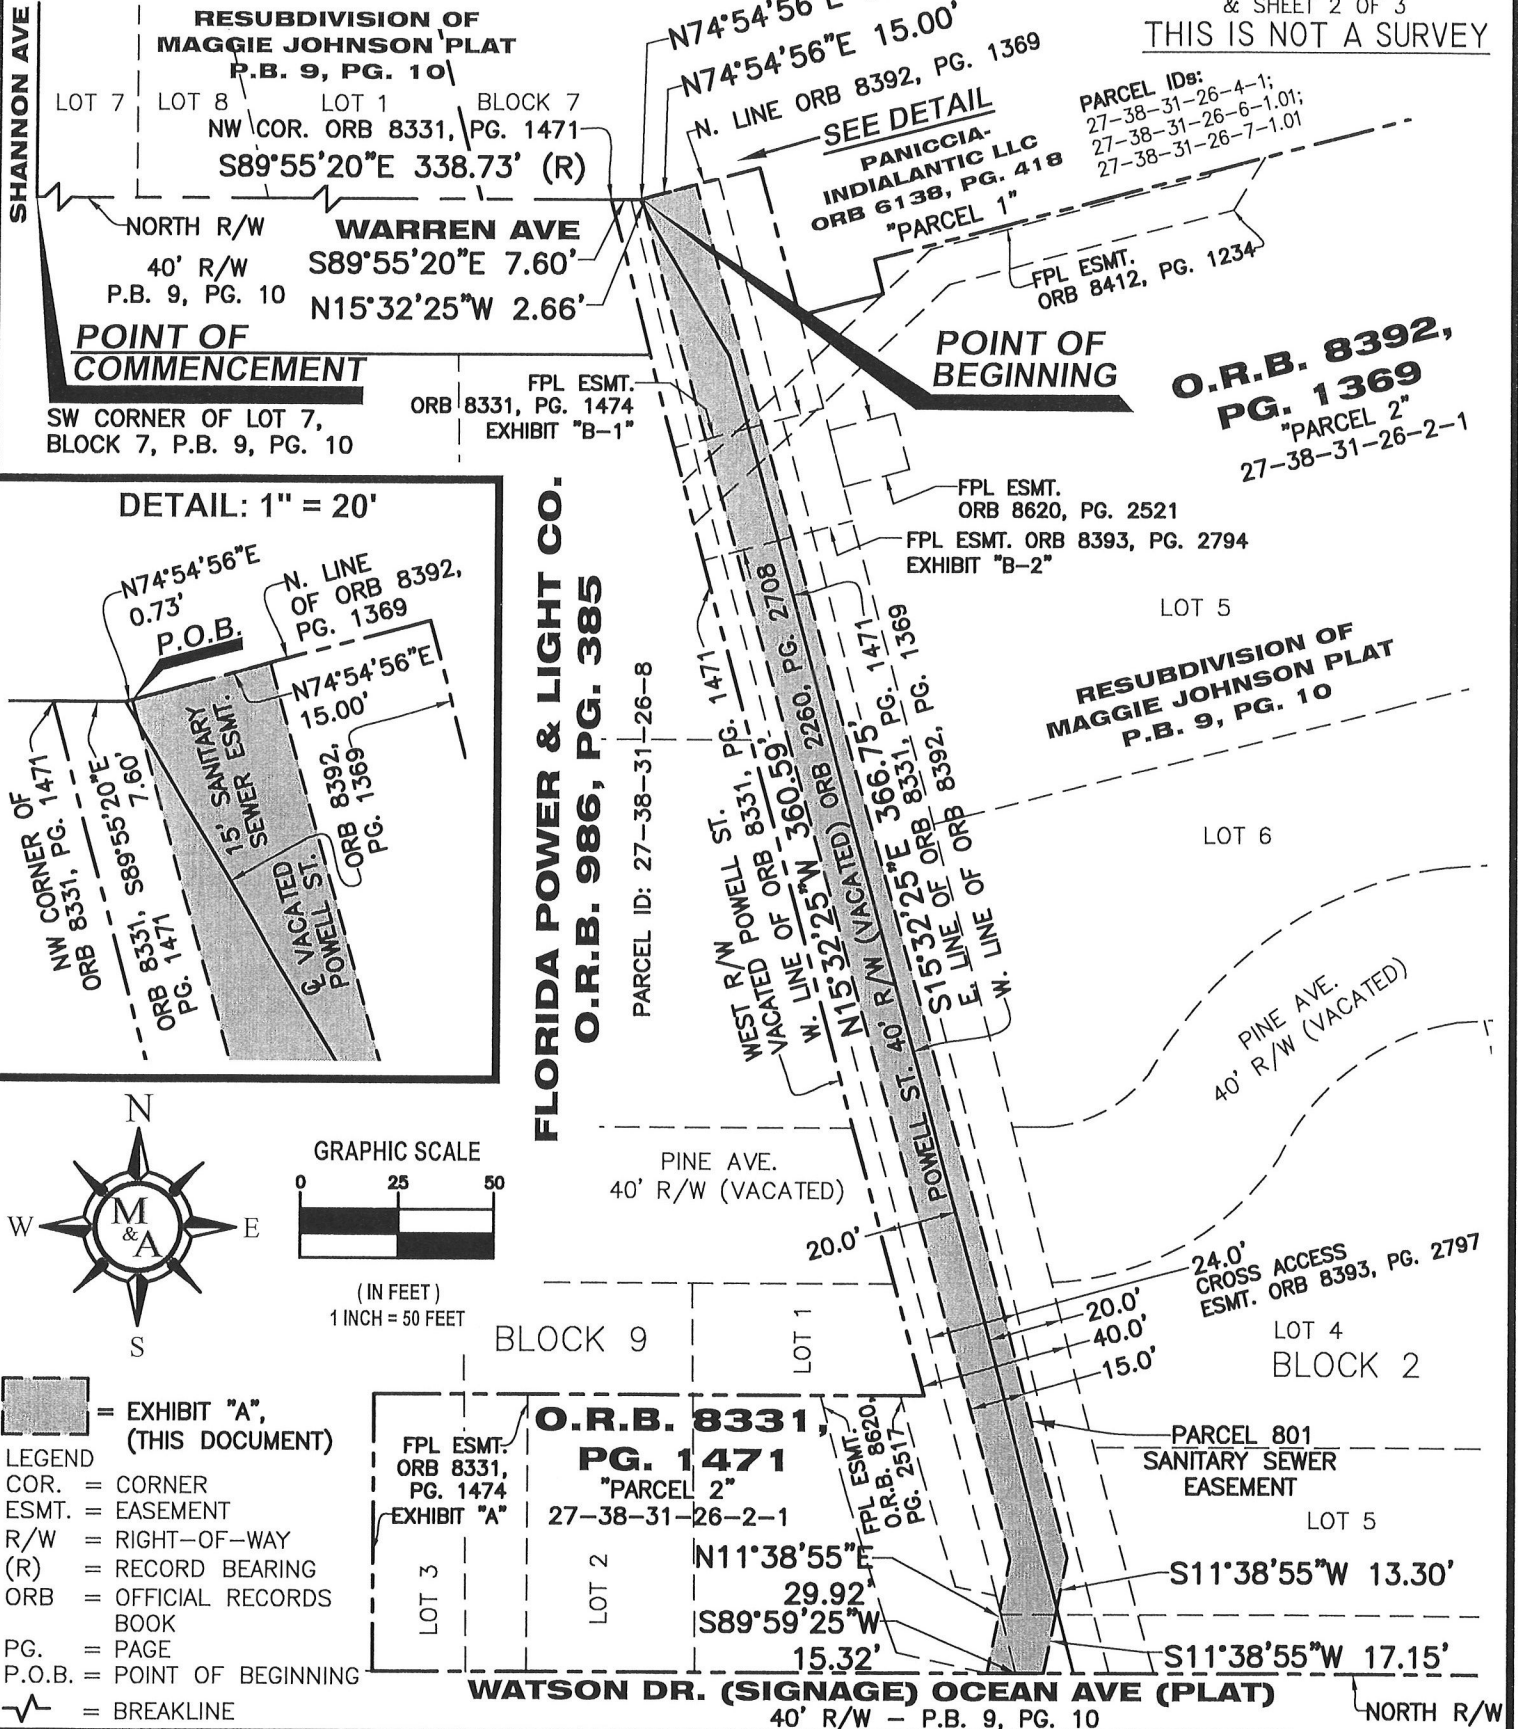 & SHEET 2 OF 3
THIS IS NOT A SURVEY
SHANNON AVE
RESUBDIVISION OF
MAGGIE JOHNSON PLAT
P.B. 9, PG. 10
LOT 7
LOT 8
LOT 1
BLOCK 7
NW COR. ORB 8331, PG. 1471
S89°55'20"E 338.73' (R)
N74°54'56"E
N74°54'56"E 15.00'
N. LINE ORB 8392, PG. 1369
SEE DETAIL
PANICCIA-
INDIALANTIC LLC
ORB 6138, PG. 418
"PARCEL 1"
PARCEL IDs:
27-38-31-26-4-1;
27-38-31-26-6-1.01;
27-38-31-26-7-1.01
NORTH R/W
WARREN AVE
S89°55'20"E 7.60'
40' R/W
P.B. 9, PG. 10
N15°32'25"W 2.66'
FPL ESMT.
ORB 8412, PG. 1234
POINT OF
COMMENCEMENT
SW CORNER OF LOT 7,
BLOCK 7, P.B. 9, PG. 10
POINT OF
BEGINNING
O.R.B. 8392,
PG. 1369
"PARCEL 2"
27-38-31-26-2-1
FPL ESMT.
ORB 8331, PG. 1474
EXHIBIT "B-1"
FPL ESMT.
ORB 8620, PG. 2521
FPL ESMT. ORB 8393, PG. 2794
EXHIBIT "B-2"
DETAIL: 1" = 20'
N74°54'56"E
0.73'
P.O.B.
N. LINE
OF ORB 8392,
PG. 1369
N74°54'56"E
15.00'
15' SANITARY
SEWER ESMT.
ORB 8392,
PG. 1369
℄ VACATED
POWELL ST.
NW CORNER OF
ORB 8331, PG. 1471
S89°55'20"E
7.60'
ORB 8331,
PG. 1471
FLORIDA POWER & LIGHT CO.
O.R.B. 986, PG. 385
PARCEL ID: 27-38-31-26-8
WEST R/W
VACATED POWELL ST.
W. LINE OF ORB 8331, PG. 1471
N15°32'25"W 360.59'
POWELL ST. 40' R/W (VACATED) ORB 2260, PG. 2708
S15°32'25"E 366.75'
E. LINE OF ORB 8331, PG. 1471
W. LINE OF ORB 8392, PG. 1369
LOT 5
RESUBDIVISION OF
MAGGIE JOHNSON PLAT
P.B. 9, PG. 10
LOT 6
PINE AVE.
40' R/W (VACATED)
N
W
E
S
M
&
A
GRAPHIC SCALE
0 25 50
(IN FEET)
1 INCH = 50 FEET
PINE AVE.
40' R/W (VACATED)
20.0'
24.0'
CROSS ACCESS
ESMT. ORB 8393, PG. 2797
20.0'
40.0'
15.0'
LOT 4
BLOCK 2
BLOCK 9
LOT 1
= EXHIBIT "A",
(THIS DOCUMENT)
LEGEND
COR. = CORNER
ESMT. = EASEMENT
R/W = RIGHT-OF-WAY
(R) = RECORD BEARING
ORB = OFFICIAL RECORDS
BOOK
PG. = PAGE
P.O.B. = POINT OF BEGINNING
= BREAKLINE
FPL ESMT.
ORB 8331,
PG. 1474
EXHIBIT "A"
O.R.B. 8331,
PG. 1471
"PARCEL 2"
27-38-31-26-2-1
FPL ESMT.
O.R.B. 8620,
PG. 2517
PARCEL 801
SANITARY SEWER
EASEMENT
LOT 5
LOT 3
LOT 2
N11°38'55"E
29.92'
S89°59'25"W
15.32'
S11°38'55"W 13.30'
S11°38'55"W 17.15'
WATSON DR. (SIGNAGE) OCEAN AVE (PLAT)
40' R/W - P.B. 9, PG. 10
NORTH R/W